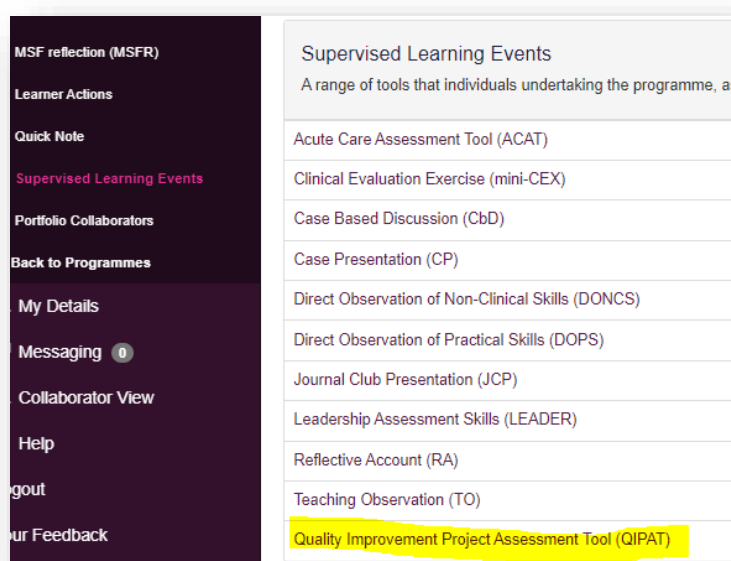 MSF reflection (MSFR)
Learner Actions
Quick Note
Supervised Learning Events
Portfolio Collaborators
Back to Programmes
My Details
Messaging 0
Collaborator View
Help
ogout
ur Feedback
Supervised Learning Events
A range of tools that individuals undertaking the programme, a
Acute Care Assessment Tool (ACAT)
Clinical Evaluation Exercise (mini-CEX)
Case Based Discussion (CbD)
Case Presentation (CP)
Direct Observation of Non-Clinical Skills (DONCS)
Direct Observation of Practical Skills (DOPS)
Journal Club Presentation (JCP)
Leadership Assessment Skills (LEADER)
Reflective Account (RA)
Teaching Observation (TO)
Quality Improvement Project Assessment Tool (QIPAT)